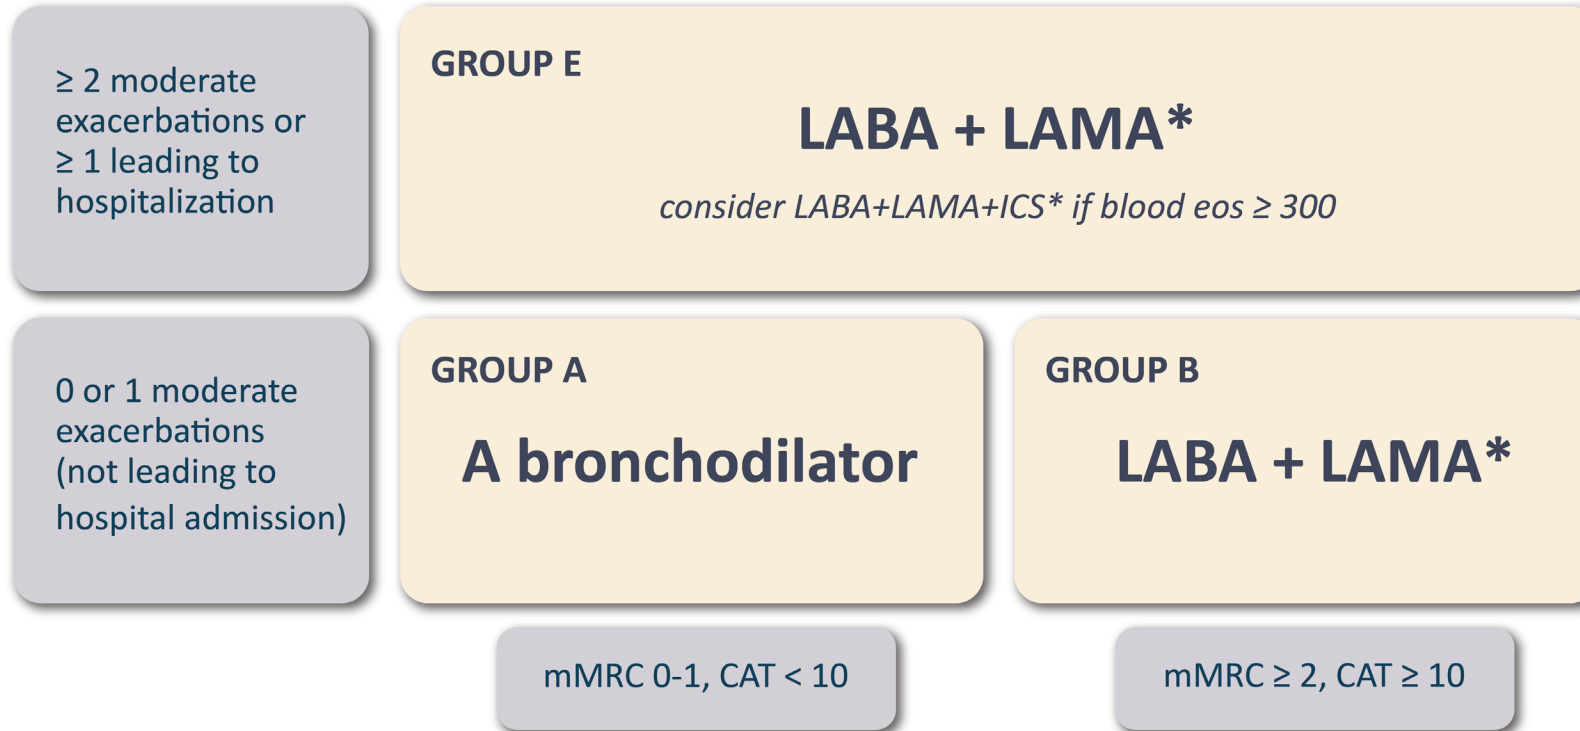 ≥ 2 moderate
exacerbations or
≥ 1 leading to
hospitalization
GROUP E
LABA + LAMA*
consider LABA+LAMA+ICS* if blood eos ≥ 300
0 or 1 moderate
exacerbations
(not leading to
hospital admission)
GROUP A
A bronchodilator
GROUP B
LABA + LAMA*
mMRC 0-1, CAT < 10
mMRC ≥ 2, CAT ≥ 10